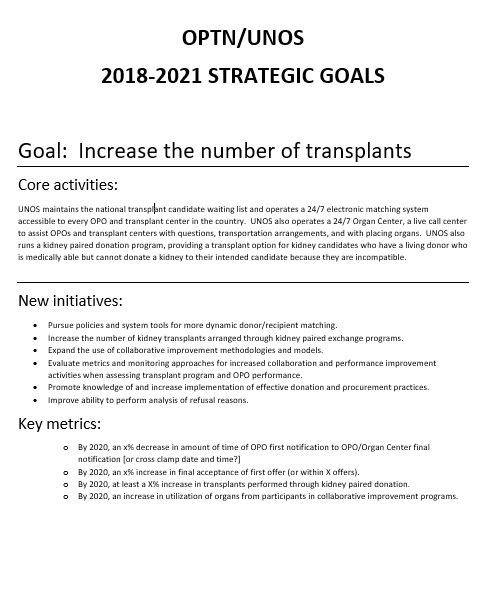 OPTN/UNOS
2018-2021 STRATEGIC GOALS
Goal:  Increase the number of transplants
Core activities:
UNOS maintains the national transplant candidate waiting list and operates a 24/7 electronic matching system
accessible to every OPO and transplant center in the country.  UNOS also operates a 24/7 Organ Center, a live call center
to assist OPOs and transplant centers with questions, transportation arrangements, and with placing organs.  UNOS also
runs a kidney paired donation program, providing a transplant option for kidney candidates who have a living donor who
is medically able but cannot donate a kidney to their intended candidate because they are incompatible.
New initiatives:
• Pursue policies and system tools for more dynamic donor/recipient matching.
• Increase the number of kidney transplants arranged through kidney paired exchange programs.
• Expand the use of collaborative improvement methodologies and models.
• Evaluate metrics and monitoring approaches for increased collaboration and performance improvement
activities when assessing transplant program and OPO performance.
• Promote knowledge of and increase implementation of effective donation and procurement practices.
• Improve ability to perform analysis of refusal reasons.
Key metrics:
o By 2020, an x% decrease in amount of time of OPO first notification to OPO/Organ Center final
notification [or cross clamp date and time?]
o By 2020, an x% increase in final acceptance of first offer (or within X offers).
o By 2020, at least a X% increase in transplants performed through kidney paired donation.
o By 2020, an increase in utilization of organs from participants in collaborative improvement programs.